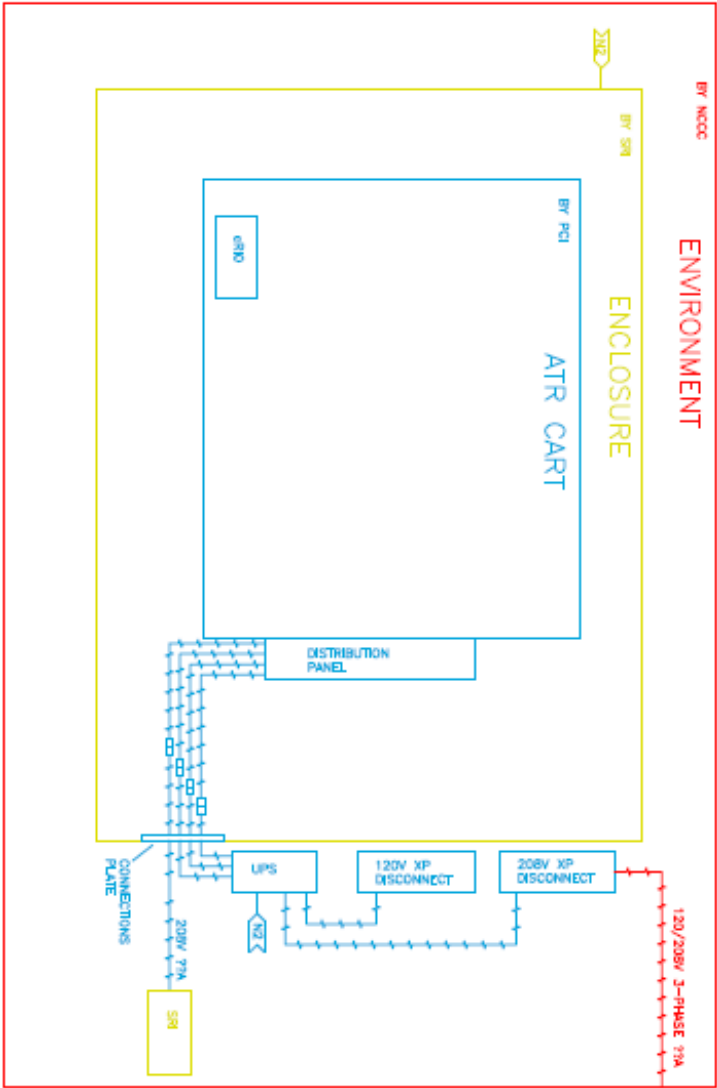 BY NCCC
ENVIRONMENT
N2
BY SRI
ENCLOSURE
BY PCI
ATR CART
eRIO
DISTRIBUTION
PANEL
CONNECTIONS
PLATE
UPS
120V XP
DISCONNECT
208V XP
DISCONNECT
N2
208V ??A
120/208V 3-PHASE ??A
SRI